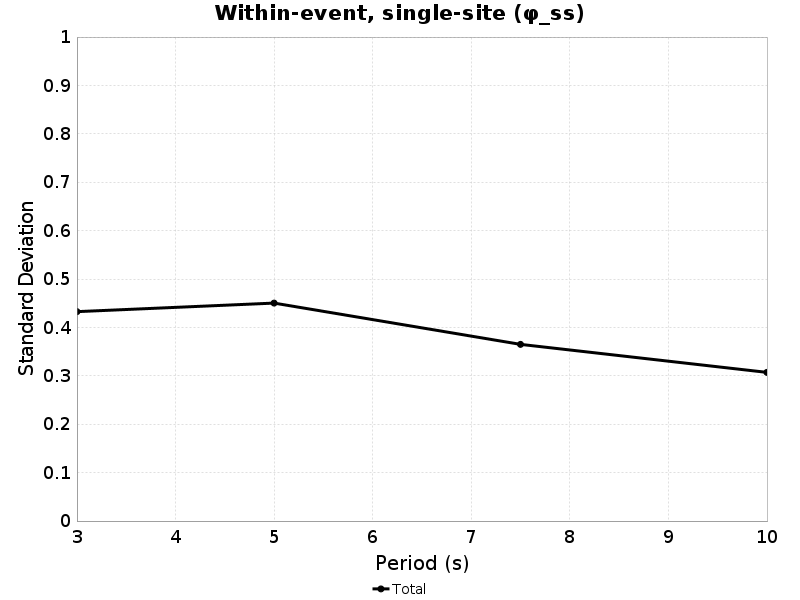 Within-event, single-site (φ_ss)
1
0.9
0.8
0.7
0.6
0.5
0.4
0.3
0.2
0.1
0
Standard Deviation
3 4 5 6 7 8 9 10
Period (s)
Total